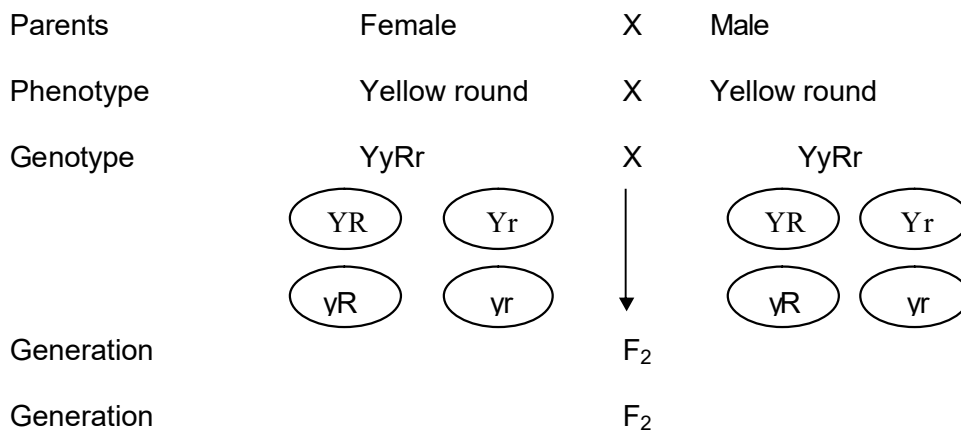 Parents Female X Male
Phenotype Yellow round X Yellow round
Genotype YyRr X YyRr
YR Yr YR Yr
yR yr yR yr
Generation F₂
Generation F₂